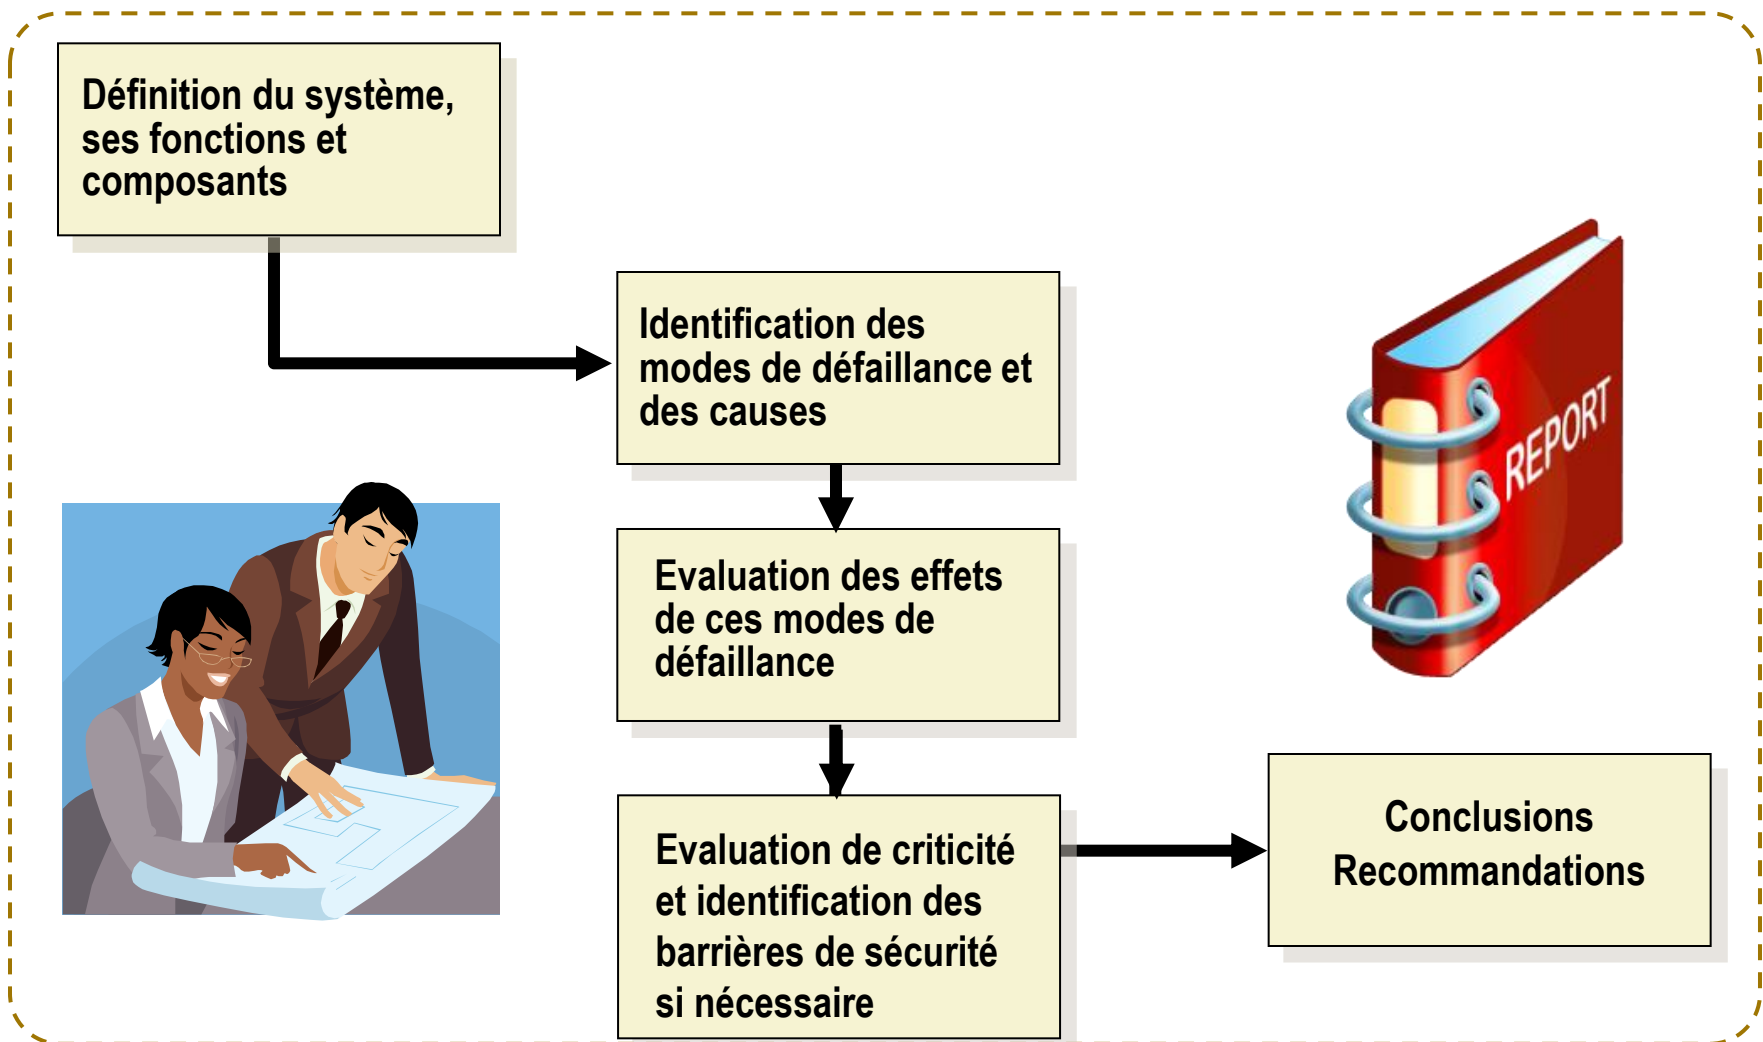 Définition du système,
ses fonctions et
composants
Identification des
modes de défaillance et
des causes
REPORT
Evaluation des effets
de ces modes de
défaillance
Evaluation de criticité
et identification des
barrières de sécurité
si nécessaire
Conclusions
Recommandations